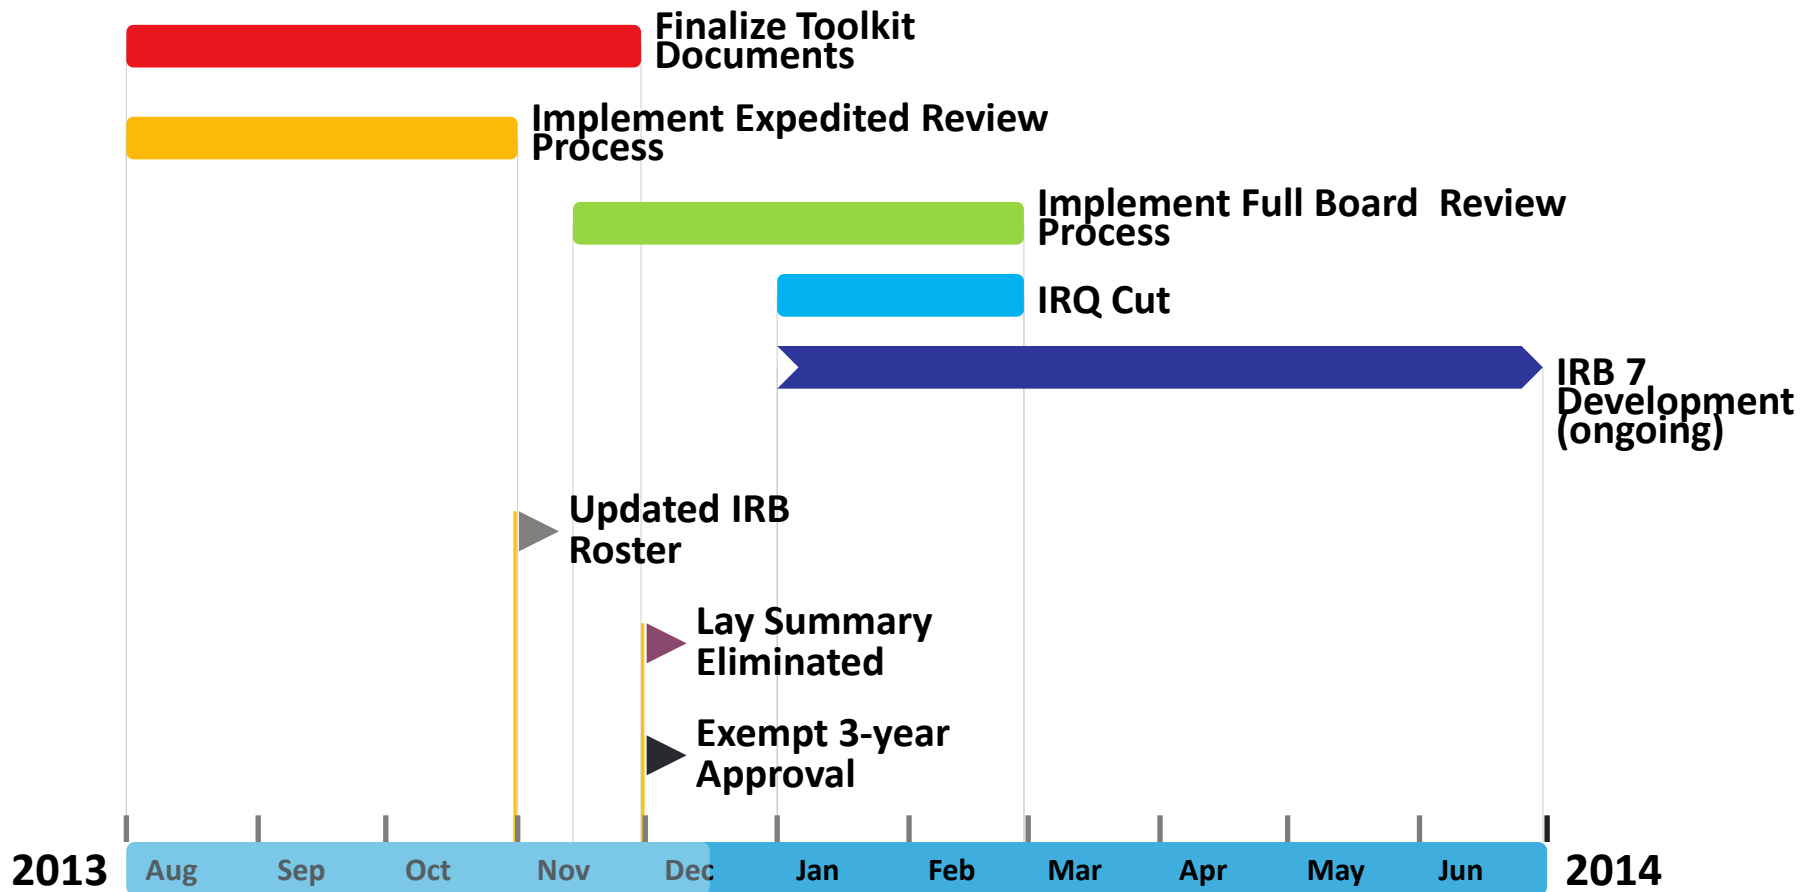 Finalize Toolkit
Documents
Implement Expedited Review
Process
Implement Full Board  Review
Process
IRQ Cut
IRB 7
Development
(ongoing)
Updated IRB
Roster
Lay Summary
Eliminated
Exempt 3-year
Approval
2013 Aug Sep Oct Nov Dec Jan Feb Mar Apr May Jun 2014